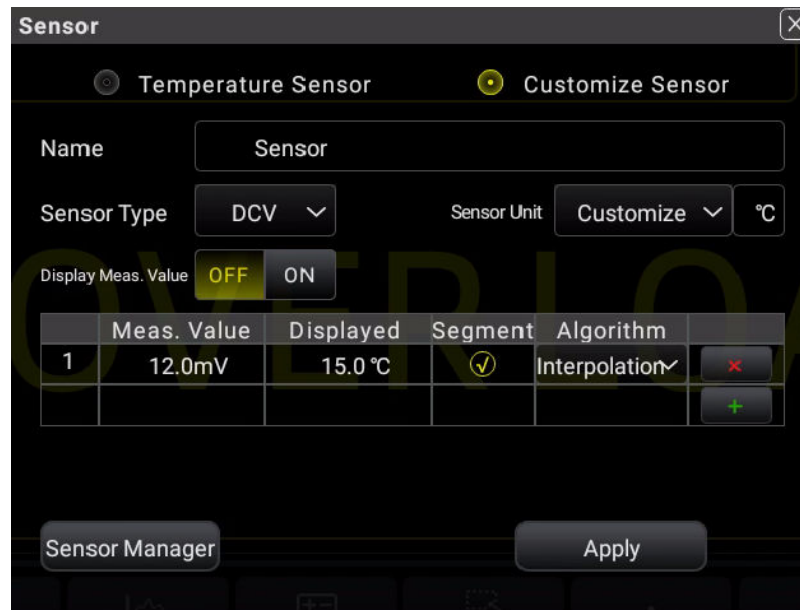 Sensor
Temperature Sensor Customize Sensor
Name Sensor
Sensor Type DCV Sensor Unit Customize ℃
Display Meas. Value OFF ON
OVERLOA
Meas. Value Displayed Segment Algorithm
1 12.0mV 15.0 ℃ Interpolation
Sensor Manager Apply